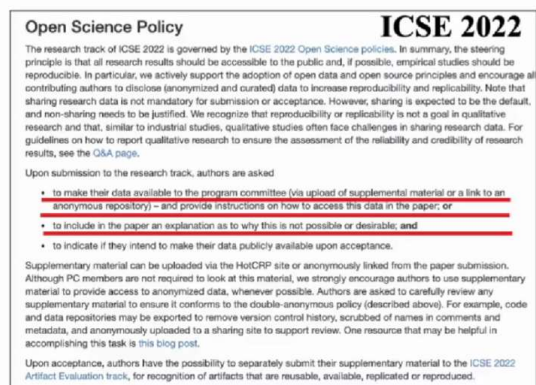 Open Science Policy
ICSE 2022
The research track of ICSE 2022 is governed by the ICSE 2022 Open Science policies. In summary, the steering
principle is that all research results should be accessible to the public and, if possible, empirical studies should be
reproducible. In particular, we actively support the adoption of open data and open source principles and encourage all
contributing authors to disclose (anonymized and curated) data to increase reproducibility and replicability. Note that
sharing research data is not mandatory for submission or acceptance. However, sharing is expected to be the default,
and non-sharing needs to be justified. We recognize that reproducibility or replicability is not a goal in qualitative
research and that, similar to industrial studies, qualitative studies often face challenges in sharing research data. For
guidelines on how to report qualitative research to ensure the assessment of the reliability and credibility of research
results, see the Q&A page.
Upon submission to the research track, authors are asked
• to make their data available to the program committee (via upload of supplemental material or a link to an
anonymous repository) – and provide instructions on how to access this data in the paper; or
• to include in the paper an explanation as to why this is not possible or desirable; and
• to indicate if they intend to make their data publicly available upon acceptance.
Supplementary material can be uploaded via the HotCRP site or anonymously linked from the paper submission.
Although PC members are not required to look at this material, we strongly encourage authors to use supplementary
material to provide access to anonymized data, whenever possible. Authors are asked to carefully review any
supplementary material to ensure it conforms to the double-anonymous policy (described above). For example, code
and data repositories may be exported to remove version control history, scrubbed of names in comments and
metadata, and anonymously uploaded to a sharing site to support review. One resource that may be helpful in
accomplishing this task is this blog post.
Upon acceptance, authors have the possibility to separately submit their supplementary material to the ICSE 2022
Artifact Evaluation track, for recognition of artifacts that are reusable, available, replicated or reproduced.